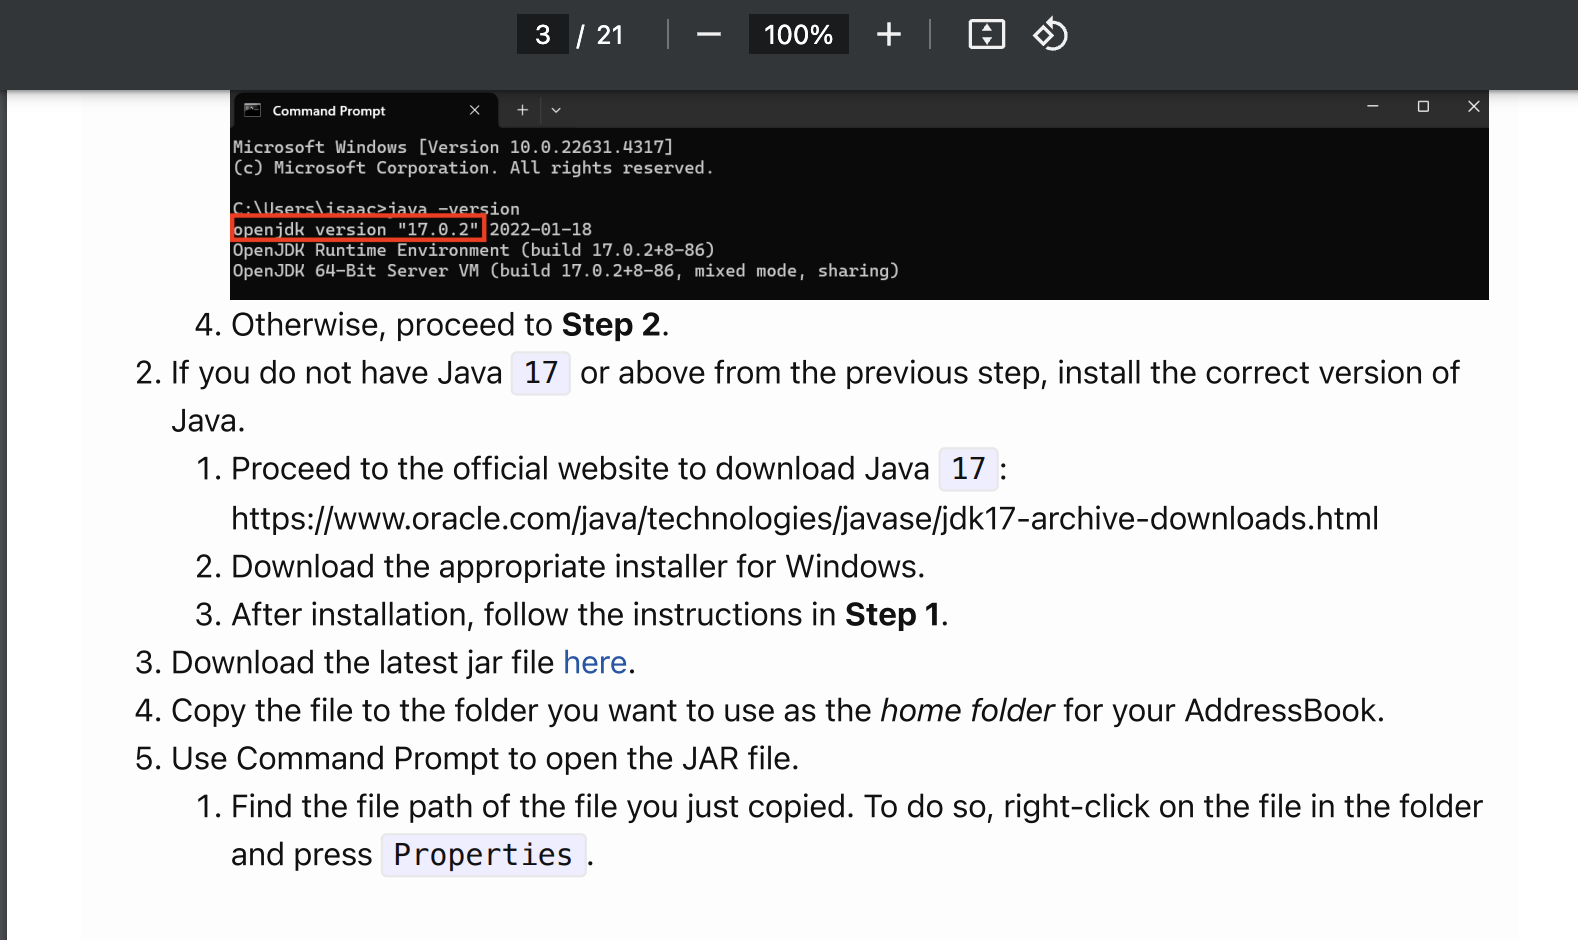 3 / 21 100%
Command Prompt
Microsoft Windows [Version 10.0.22631.4317]
(c) Microsoft Corporation. All rights reserved.
C:\Users\isaac>java -version
openjdk version "17.0.2" 2022-01-18
OpenJDK Runtime Environment (build 17.0.2+8-86)
OpenJDK 64-Bit Server VM (build 17.0.2+8-86, mixed mode, sharing)
4. Otherwise, proceed to Step 2.
2. If you do not have Java 17 or above from the previous step, install the correct version of
Java.
1. Proceed to the official website to download Java 17:
https://www.oracle.com/java/technologies/javase/jdk17-archive-downloads.html
2. Download the appropriate installer for Windows.
3. After installation, follow the instructions in Step 1.
3. Download the latest jar file here.
4. Copy the file to the folder you want to use as the home folder for your AddressBook.
5. Use Command Prompt to open the JAR file.
1. Find the file path of the file you just copied. To do so, right-click on the file in the folder
and press Properties.